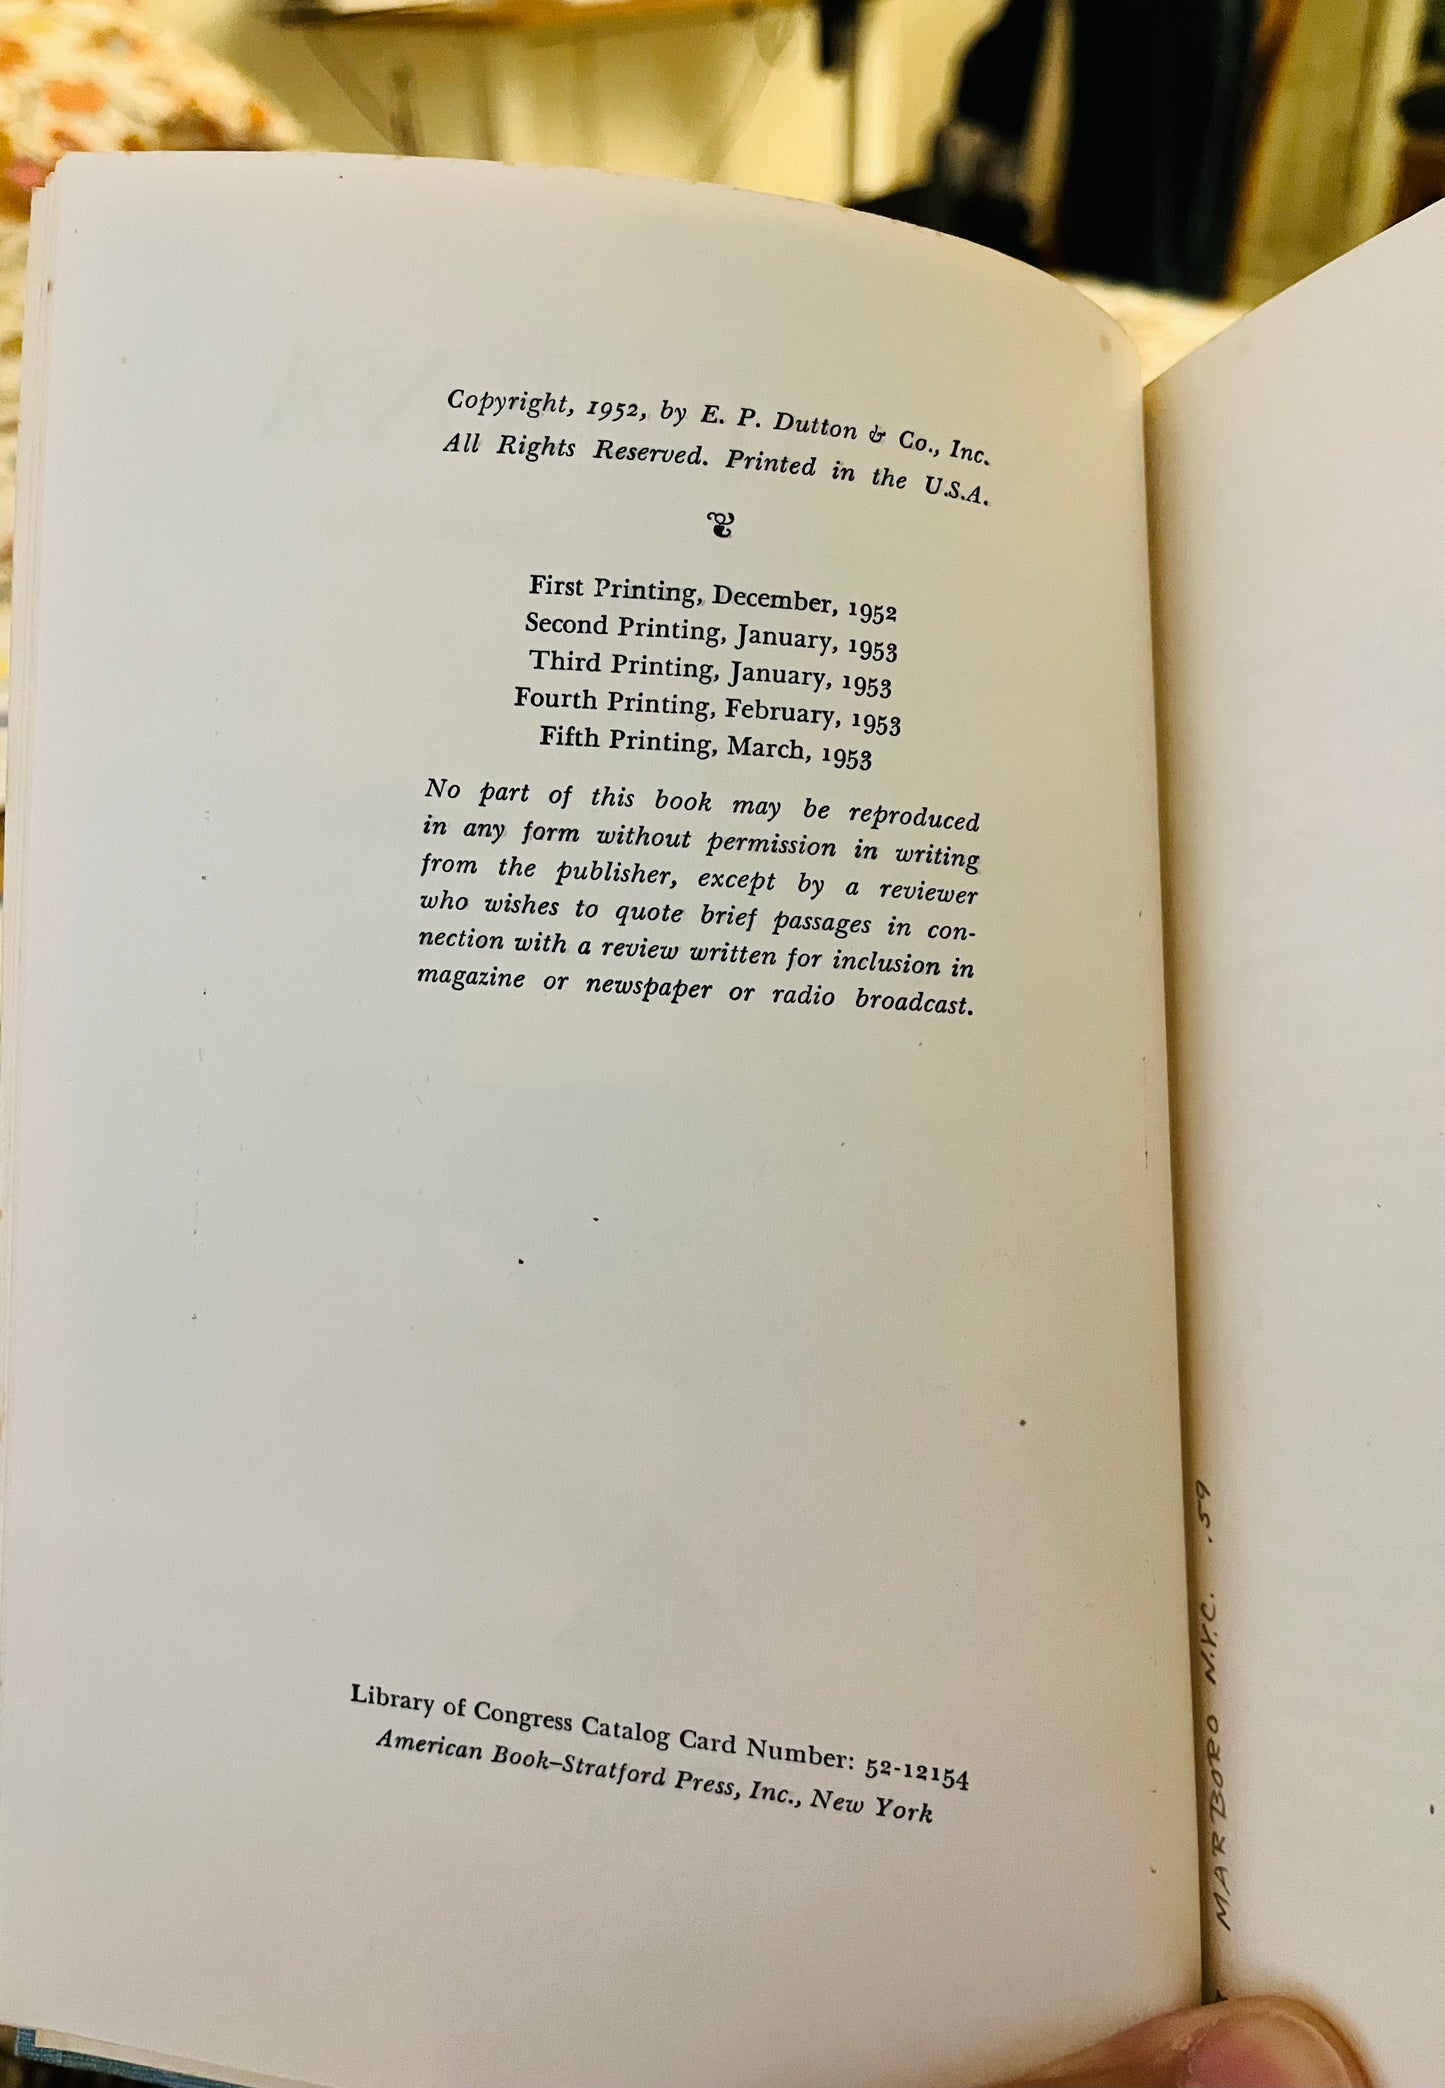 Copyright, 1952, by E. P. Dutton & Co., Inc.
All Rights Reserved. Printed in the U.S.A.
First Printing, December, 1952
Second Printing, January, 1953
Third Printing, January, 1953
Fourth Printing, February, 1953
Fifth Printing, March, 1953
No part of this book may be reproduced
in any form without permission in writing
from the publisher, except by a reviewer
who wishes to quote brief passages in con-
nection with a review written for inclusion in
magazine or newspaper or radio broadcast.
Library of Congress Catalog Card Number: 52-12154
American Book–Stratford Press, Inc., New York
MARBORO N.Y.C. .59